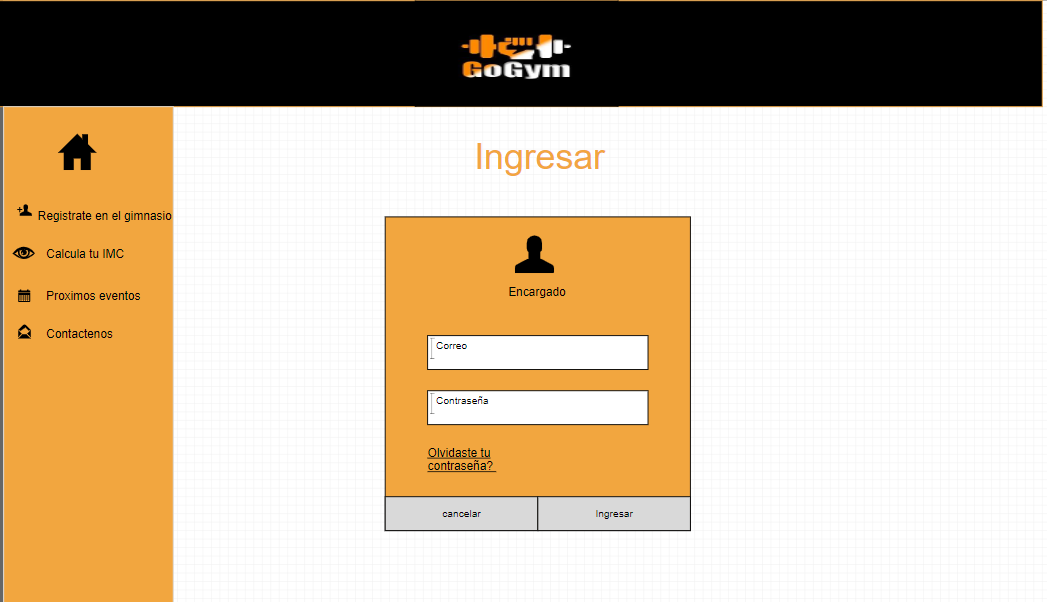 GoGym
Ingresar
Registrate en el gimnasio
Calcula tu IMC
Proximos eventos
Contactenos
Encargado
Correo
Contraseña
Olvidaste tu
contraseña?
cancelar
Ingresar